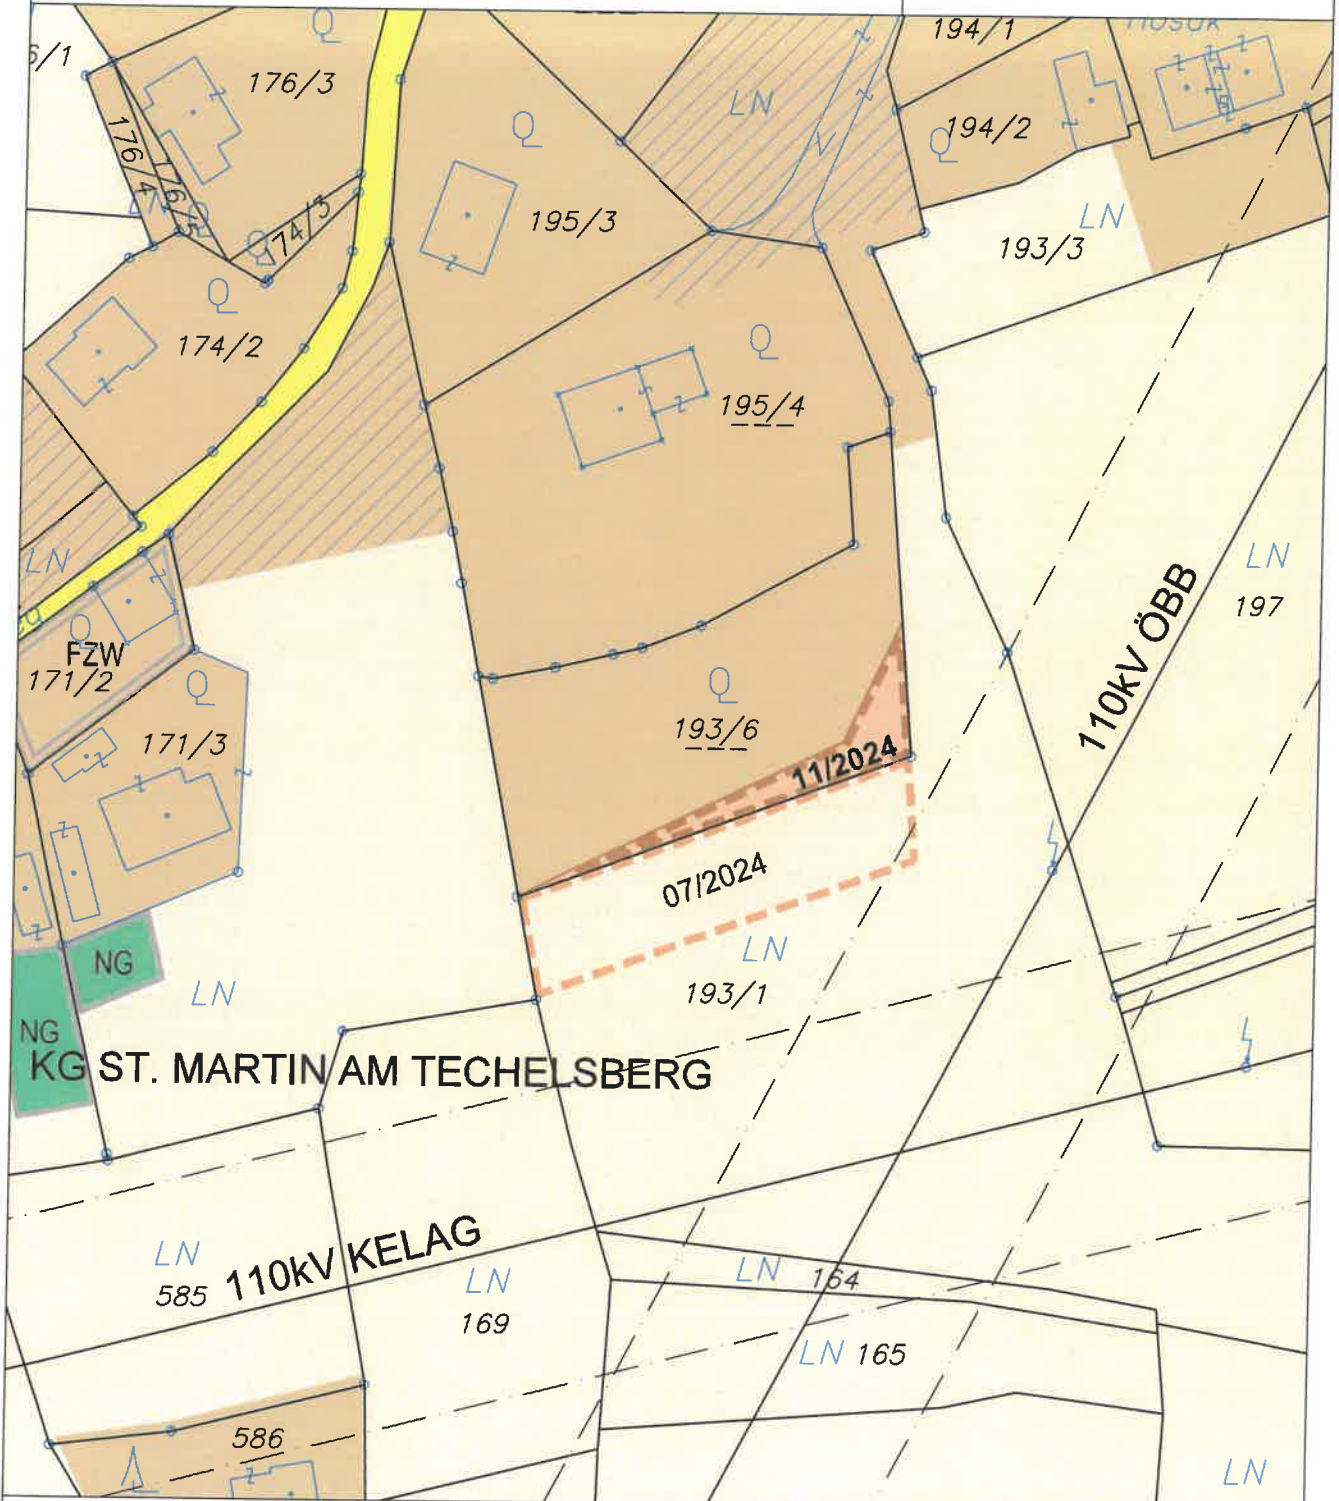 194/1
176/3
Q
LN
Q
194/2
Q
176/4
176/5
LN
Q
174/3
Q
195/3
LN
193/3
Q
174/2
Q
195/4
LN
197
LN
Q
FZW
171/2
Q
171/3
Q
193/6
110kV ÖBB
11/2024
07/2024
LN
193/1
NG
LN
NG
KG ST. MARTIN AM TECHELSBERG
LN
585
110kV KELAG
LN
169
LN 164
LN 165
586
LN